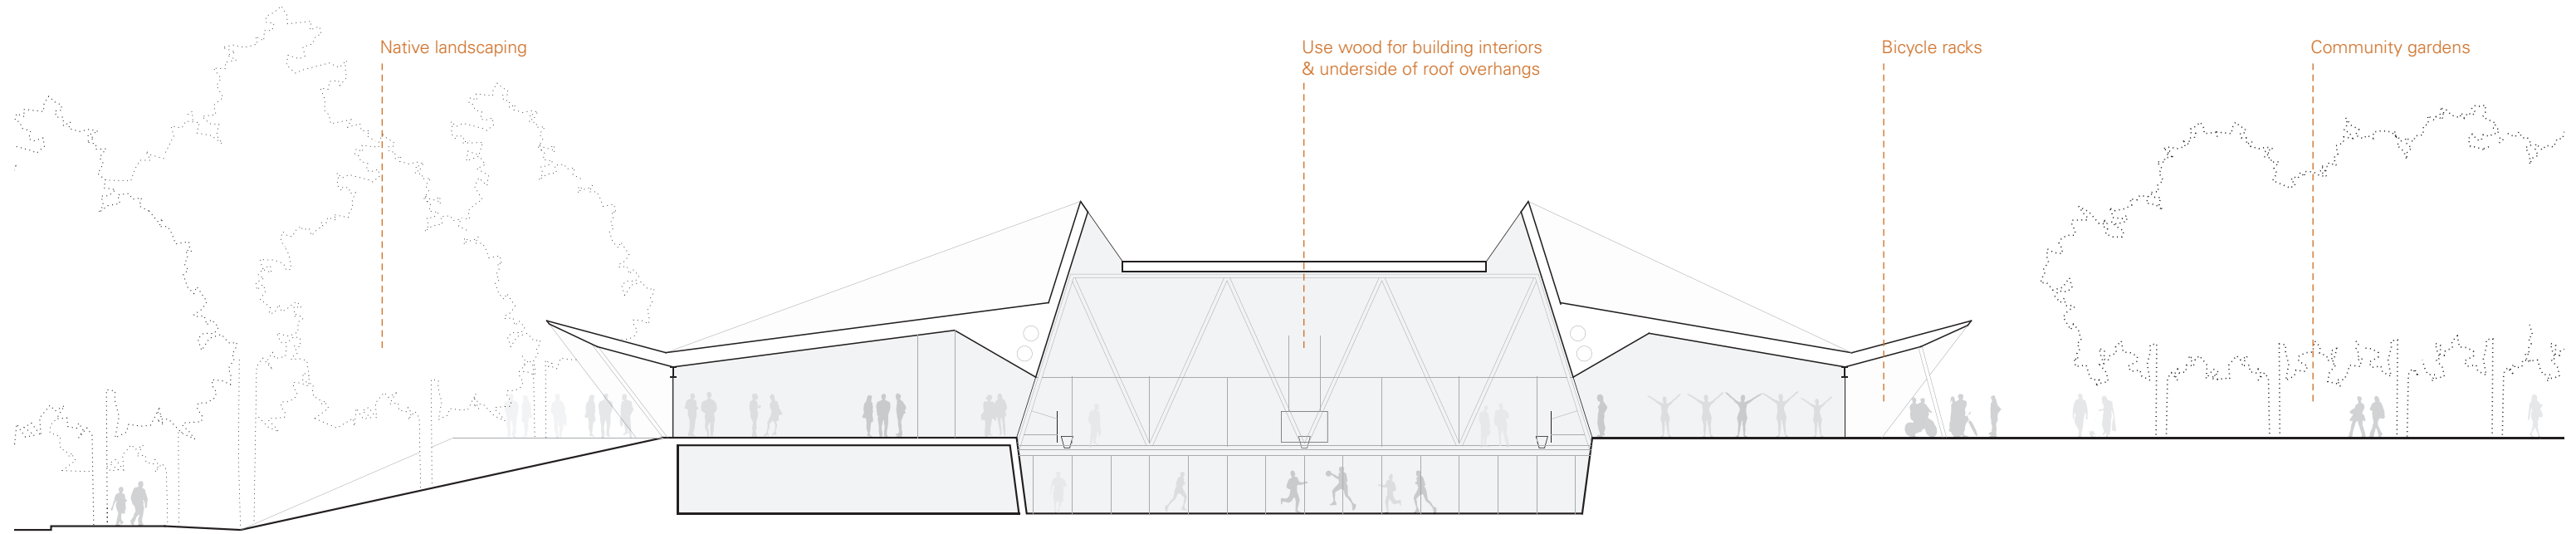 Native landscaping
Use wood for building interiors
& underside of roof overhangs
Bicycle racks
Community gardens